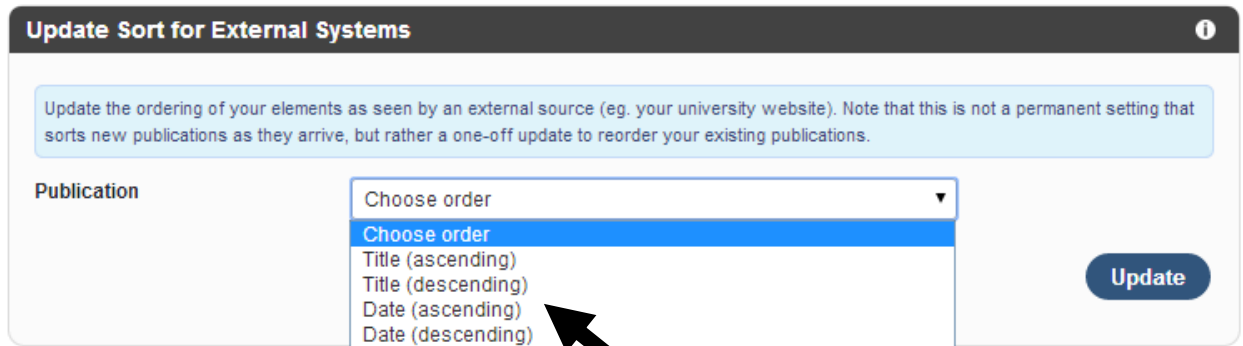 Update Sort for External Systems
Update the ordering of your elements as seen by an external source (eg. your university website). Note that this is not a permanent setting that
sorts new publications as they arrive, but rather a one-off update to reorder your existing publications.
Publication
Choose order
Choose order
Title (ascending)
Title (descending)
Date (ascending)
Date (descending)
Update